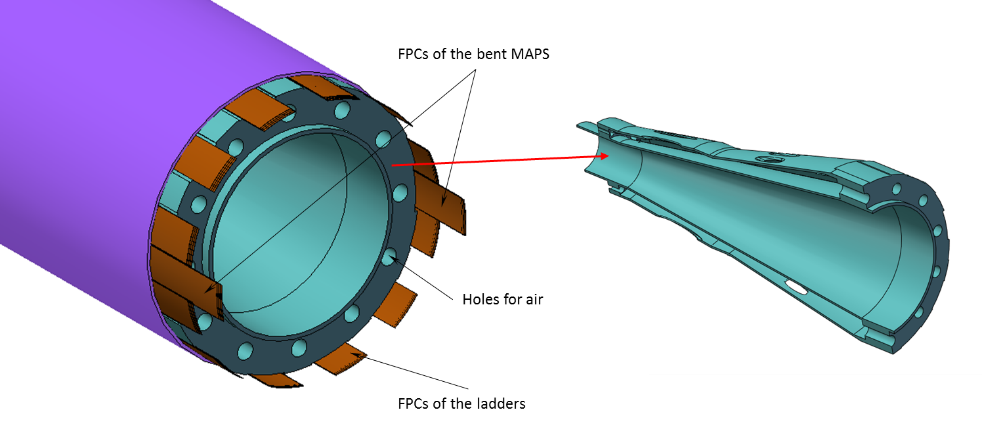 FPCs of the bent MAPS
Holes for air
FPCs of the ladders